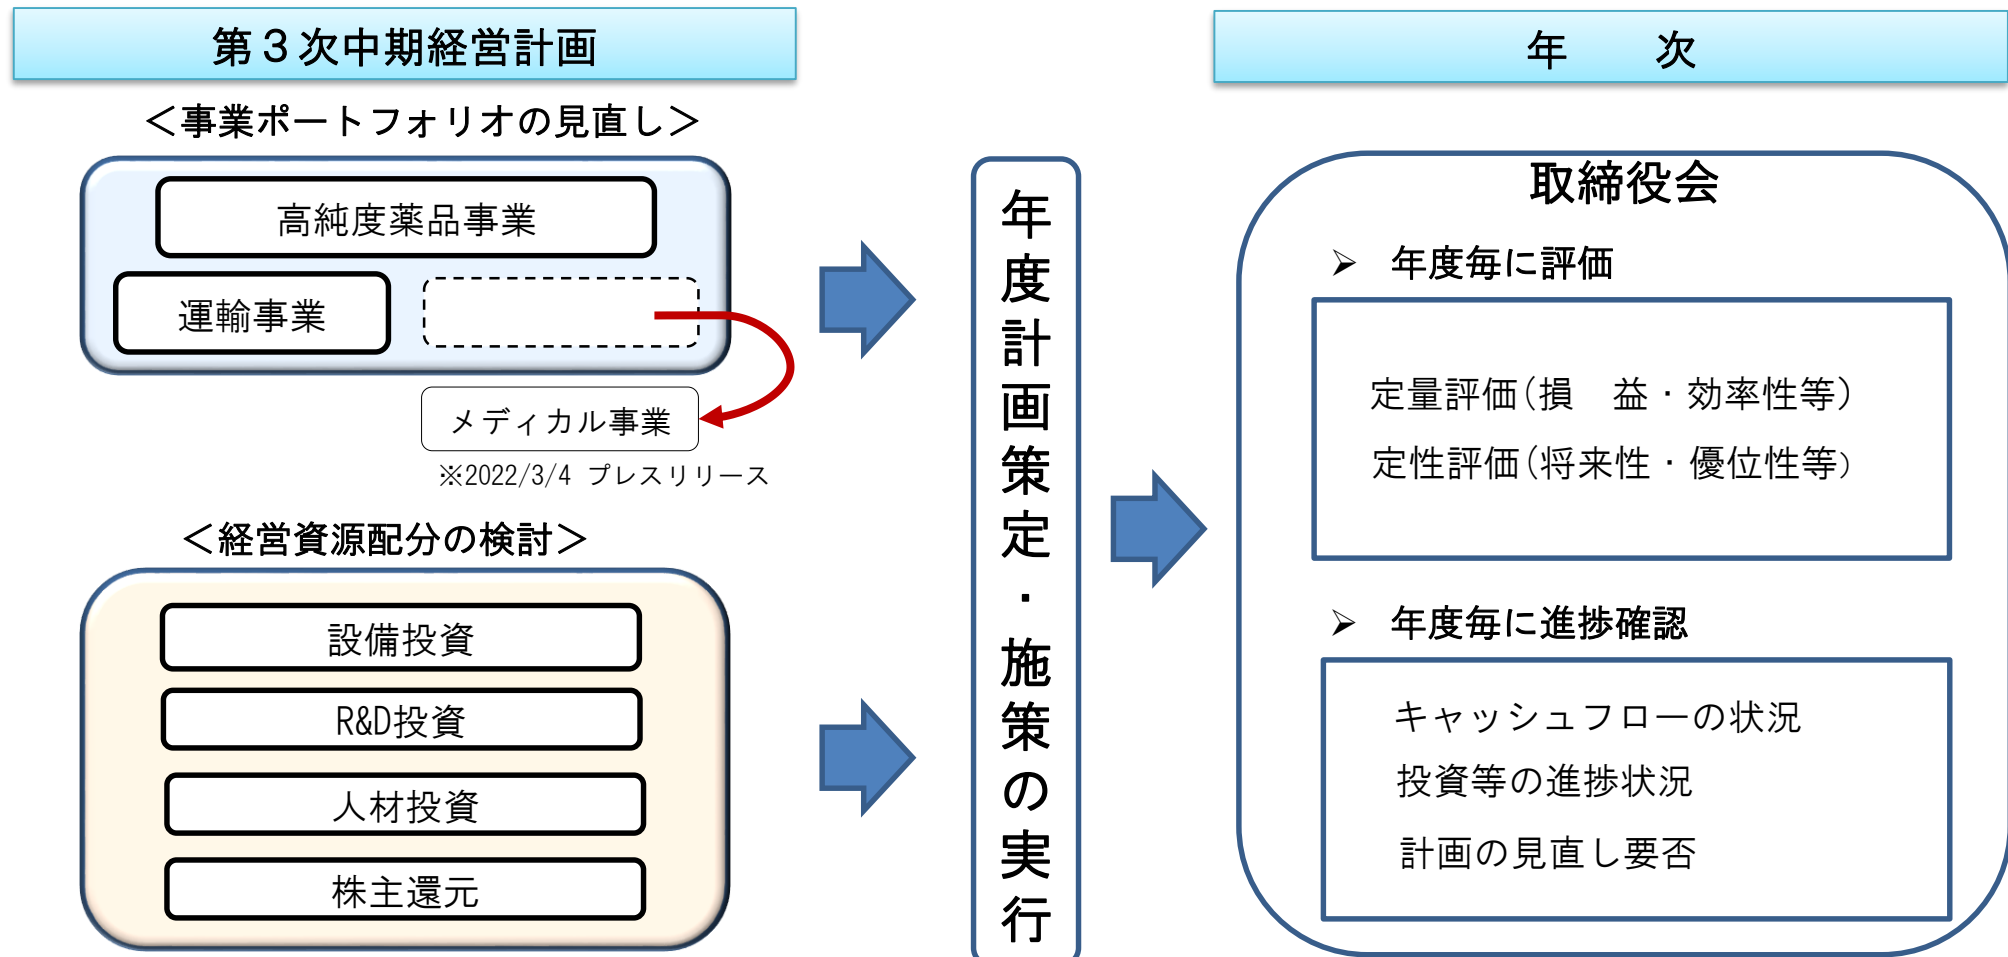 第３次中期経営計画
＜事業ポートフォリオの見直し＞
高純度薬品事業
運輸事業
メディカル事業
※2022/3/4 プレスリリース
＜経営資源配分の検討＞
設備投資
R&D投資
人材投資
株主還元
年度計画策定・施策の実行
年　　次
取締役会
➢ 年度毎に評価
定量評価(損　益・効率性等)
定性評価(将来性・優位性等)
➢ 年度毎に進捗確認
キャッシュフローの状況
投資等の進捗状況
計画の見直し要否